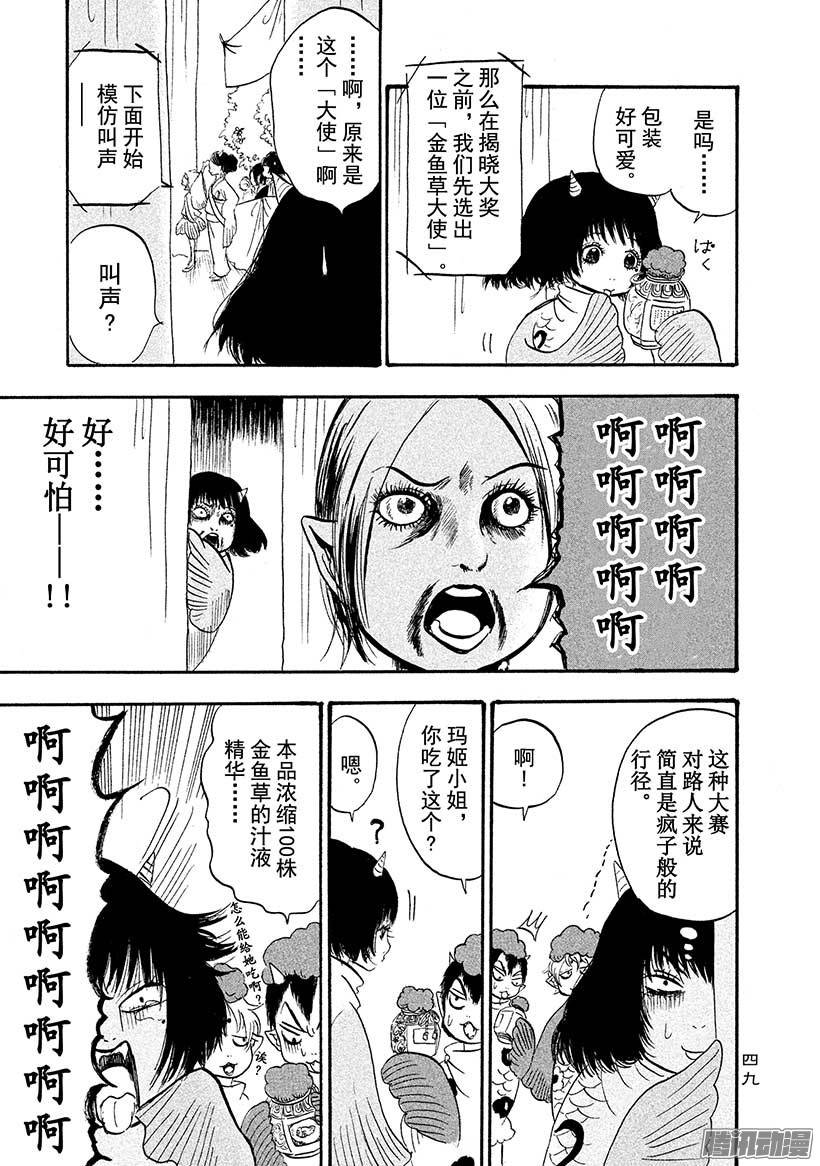 是吗……
包装
好可爱。
ぱく
那么在揭晓大奖
之前，我们先选出
一位「金鱼草大使」。
……啊，原来是
这个「大使」啊
……
下面开始
模仿叫声
——
叫声？
啊啊啊啊
啊啊啊啊啊
好……
好可怕——！！
这种大赛
对路人来说
简直是疯子般的
行径。
啊！
玛姬小姐，
你吃了这个？
嗯。
？
本品浓缩100株
金鱼草的汁液
精华……
怎么能给她吃啊？
诶？
啊啊啊啊啊啊啊啊啊
四九
腾讯动漫